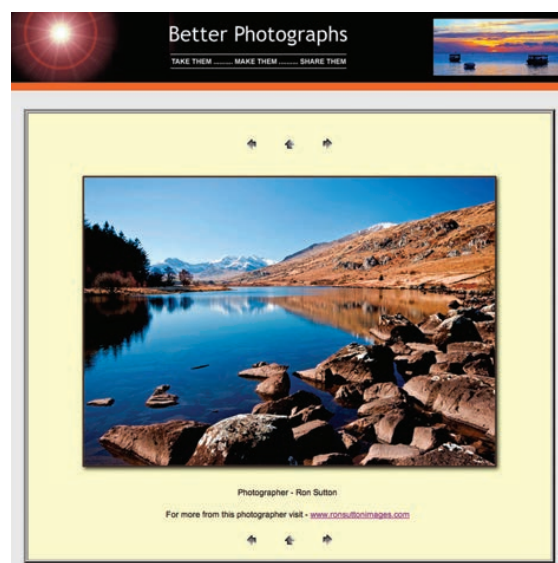 Better Photographs
TAKE THEM .......... MAKE THEM .......... SHARE THEM
Photographer - Ron Sutton
For more from this photographer visit - www.ronsuttonimages.com